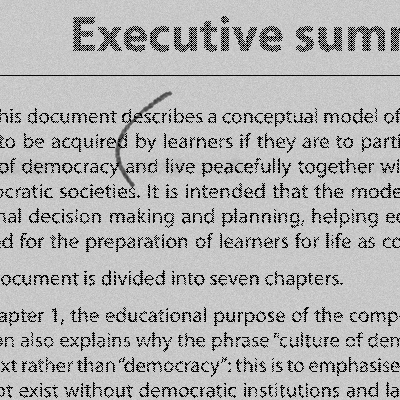 Executive summ
his document describes a conceptual model of
to be acquired by learners if they are to parti
of democracy and live peacefully together wi
ocratic societies. It is intended that the mode
nal decision making and planning, helping e
d for the preparation of learners for life as co
ocument is divided into seven chapters.
apter 1, the educational purpose of the comp
on also explains why the phrase "culture of dem
xt rather than "democracy": this is to emphasise
ot exist without democratic institutions and la